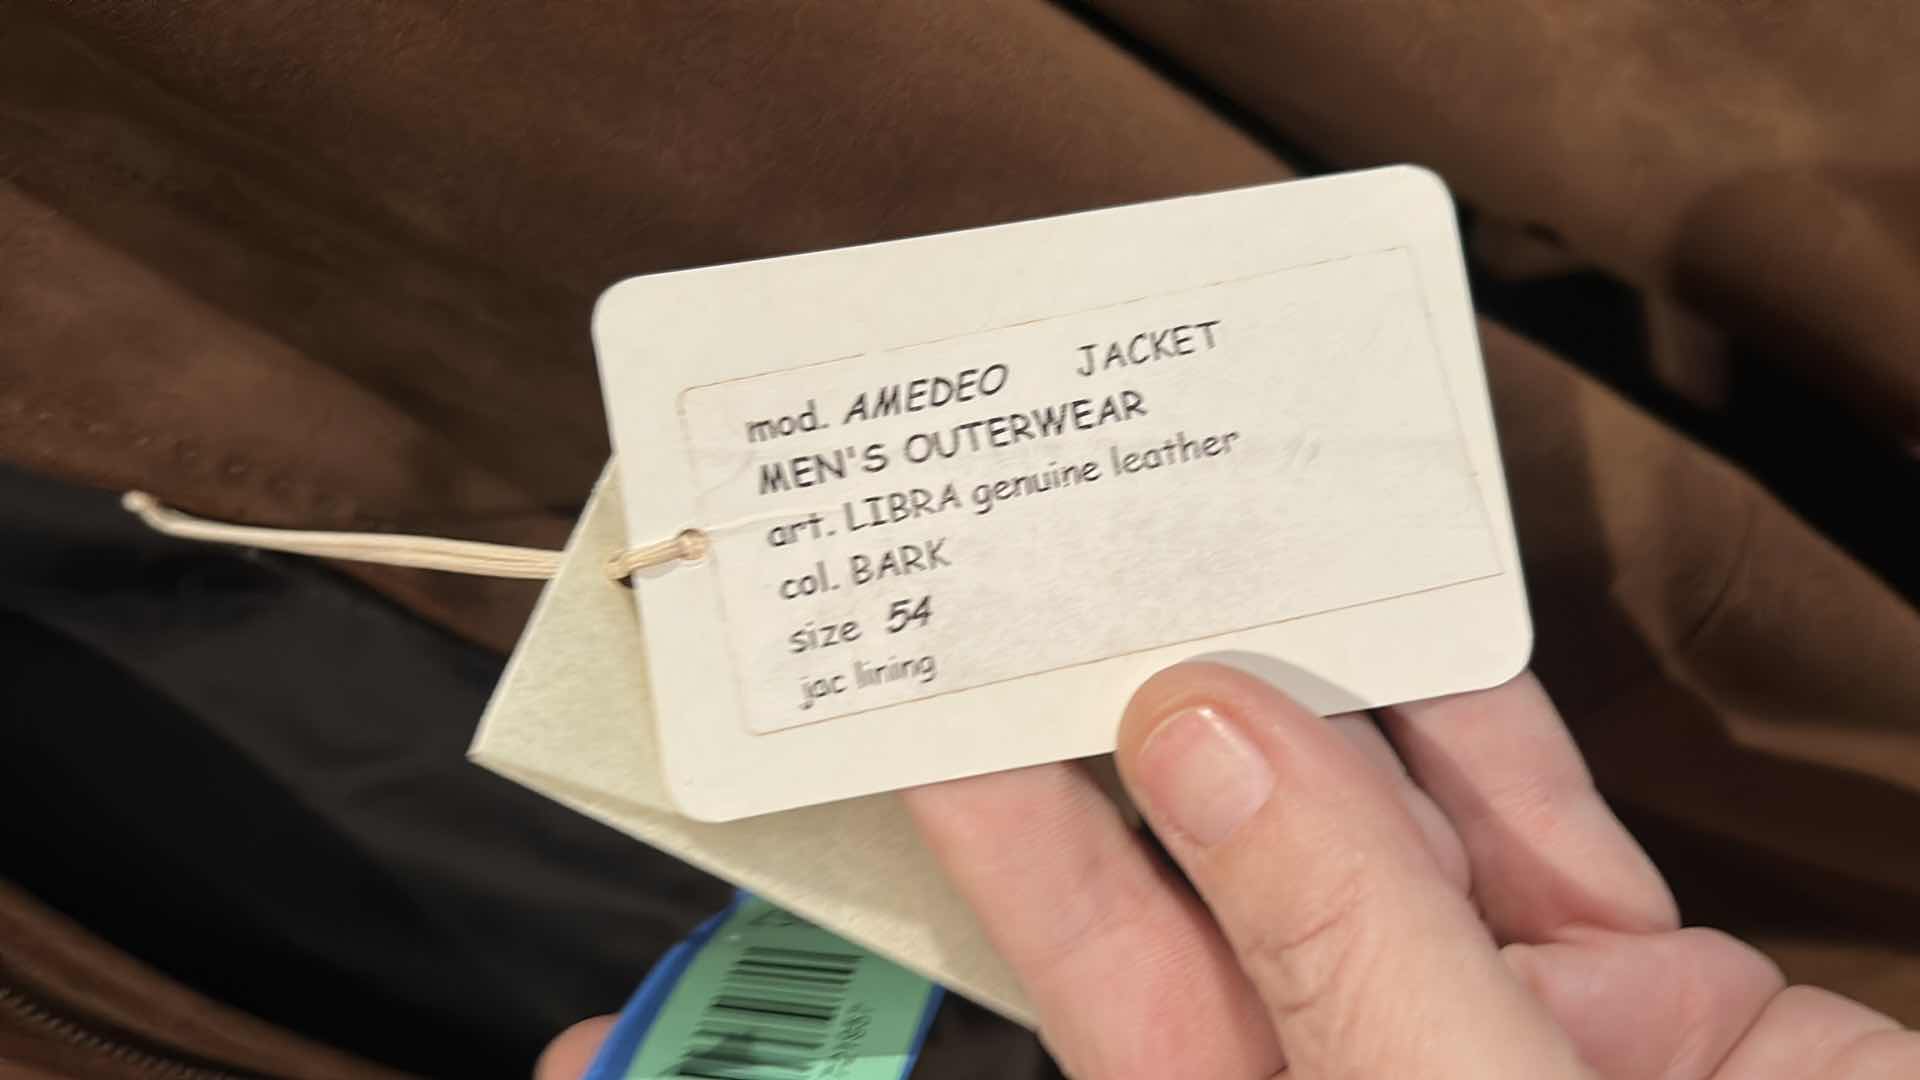 mod. AMEDEO JACKET
MEN'S OUTERWEAR
art. LIBRA genuine leather
col. BARK
size 54
jac lining